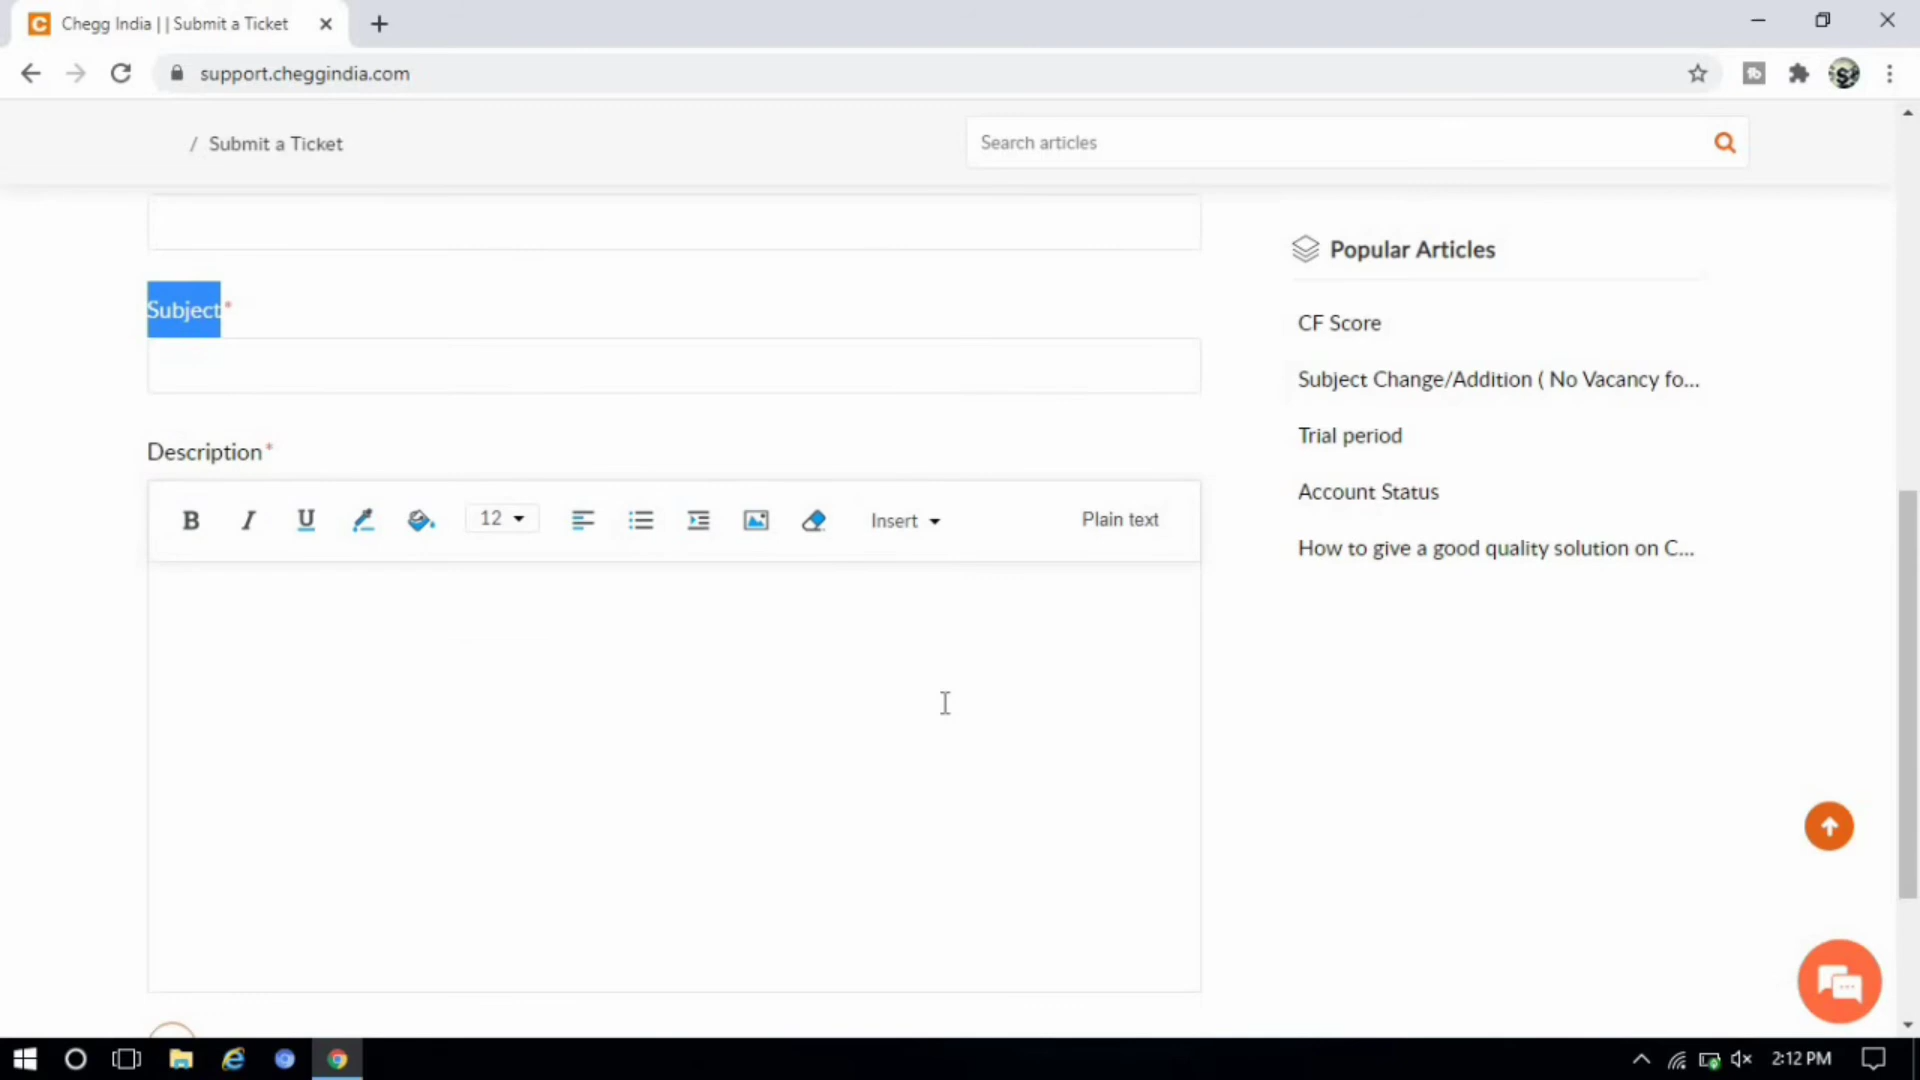 Chegg India | | Submit a Ticket
support.cheggindia.com
/ Submit a Ticket
Search articles
Subject*
Description*
B I U 12 Insert Plain text
Popular Articles
CF Score
Subject Change/Addition ( No Vacancy fo...
Trial period
Account Status
How to give a good quality solution on C...
2:12 PM